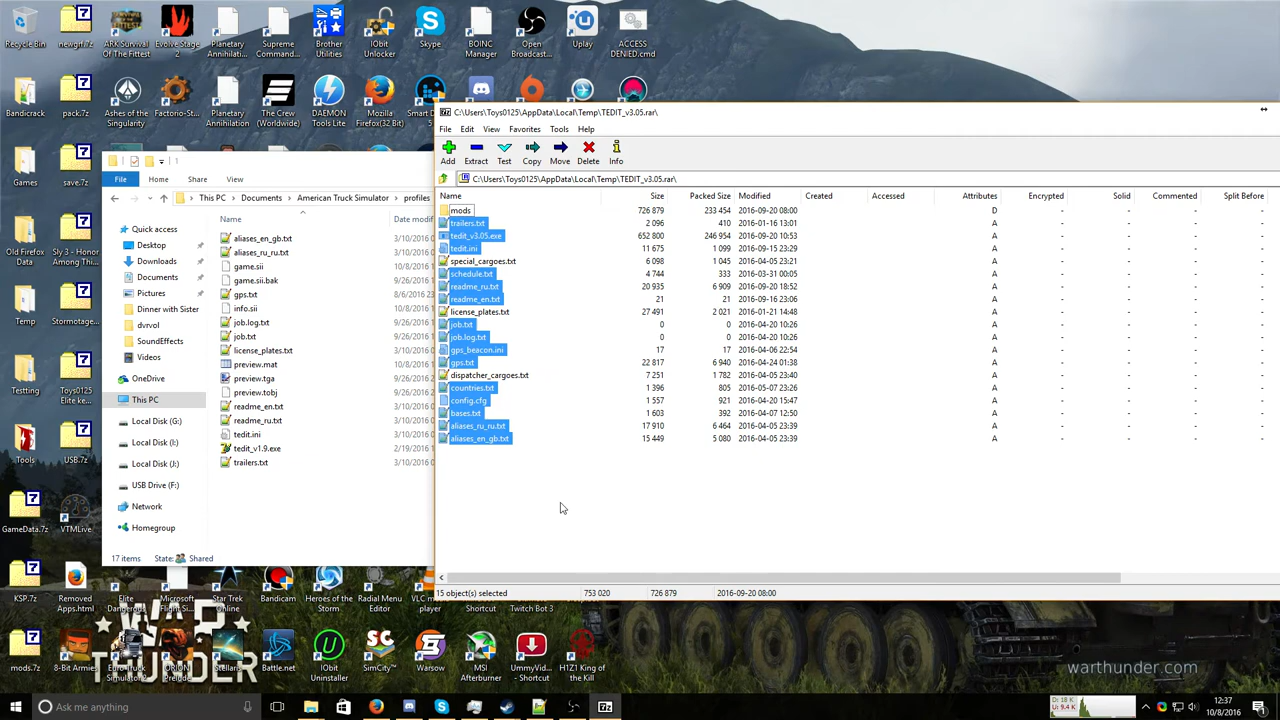 Recycle Bin
newgrf.7z
ARK Survival Of The Fittest
Evolve Stage 2
Planetary Annihilation...
Supreme Command...
Brother Utilities
IObit Unlocker
Skype
BOINC Manager
Open Broadcast...
Uplay
ACCESS DENIED.cmd
Bandicrack
pack.7z
Ashes of the Singularity
Factorio-St...
Planetary Annihilation
The Crew (Worldwide)
DAEMON Tools Lite
Mozilla Firefox(32 Bit)
Smart D...
Games
save.7z
Old Firefox Data
Sly 3 - Honor Among Thi...
Temp
Stormotage...
Testing
Toys0125 Elite ke...
Tools
USB.7z
GameData.7z
VTMLive
KSP.7z
Removed Apps.html
Elite Dangerous
Microsoft Flight Si...
Star Trek Online
Bandicam
Heroes of the Storm
Radial Menu Editor
VLC m... player
mods.7z
8-Bit Armies
Euro Truck Simulator 2
ORION Prelude
Stellaris
Battle.net
IObit Uninstaller
SimCity™
Warsow
MSI Afterburner
UmmyVid... - Shortcut
H1Z1 King of the Kill
1
File
Home
Share
View
This PC
Documents
American Truck Simulator
profiles
Quick access
Desktop
Downloads
Documents
Pictures
Dinner with Sister
dvrvol
SoundEffects
Videos
OneDrive
This PC
Local Disk (G:)
Local Disk (I:)
Local Disk (J:)
USB Drive (F:)
Network
Homegroup
Name
Date modifie
aliases_en_gb.txt 3/10/2016
aliases_ru_ru.txt 3/10/2016
game.sii 10/8/2016
game.sii.bak 9/26/2016
gps.txt 8/6/2016
info.sii 10/8/2016
job.log.txt 9/26/2016
job.txt 9/26/2016
license_plates.txt 3/10/2016
preview.mat 10/8/2016
preview.tga 9/26/2016
preview.tobj 9/26/2016
readme_en.txt 3/10/2016
readme_ru.txt 3/10/2016
tedit.ini 3/10/2016
tedit_v1.9.exe 2/19/2016
trailers.txt 3/10/2016
17 items State: Shared
C:\Users\Toys0125\AppData\Local\Temp\TEDIT_v3.05.rar\
File Edit View Favorites Tools Help
Add Extract Test Copy Move Delete Info
C:\Users\Toys0125\AppData\Local\Temp\TEDIT_v3.05.rar\
Name Size Packed Size Modified Created Accessed Attributes Encrypted Solid Commented Split Before
mods 726 879 233 454 2016-09-20 08:00 D - - - -
trailers.txt 2 096 410 2016-01-16 13:01 A - - - -
tedit_v3.05.exe 652 800 246 954 2016-09-20 10:53 A - - - -
tedit.ini 11 675 1 099 2016-09-15 23:29 A - - - -
special_cargoes.txt 6 098 1 045 2016-04-05 23:21 A - - - -
schedule.txt 4 744 333 2016-03-31 00:05 A - - - -
readme_ru.txt 20 935 6 909 2016-09-20 18:52 A - - - -
readme_en.txt 21 21 2016-09-16 23:06 A - - - -
license_plates.txt 27 491 2 021 2016-01-21 14:48 A - - - -
job.txt 0 0 2016-04-20 10:26 A - - - -
job.log.txt 0 0 2016-04-20 10:26 A - - - -
gps_beacon.ini 17 17 2016-04-06 22:54 A - - - -
gps.txt 22 817 6 940 2016-04-24 01:38 A - - - -
dispatcher_cargoes.txt 7 251 1 782 2016-04-05 23:40 A - - - -
countries.txt 1 396 805 2016-05-07 23:26 A - - - -
config.cfg 1 557 921 2016-04-20 15:47 A - - - -
bases.txt 1 603 392 2016-04-07 12:50 A - - - -
aliases_ru_ru.txt 17 910 6 464 2016-04-05 23:39 A - - - -
aliases_en_gb.txt 15 449 5 080 2016-04-05 23:39 A - - - -
15 object(s) selected 753 020 726 879 2016-09-20 08:00
WAR THUNDER
warthunder.com
Ask me anything
D: 18 K
U: 9.4 K
12:37
10/8/2016